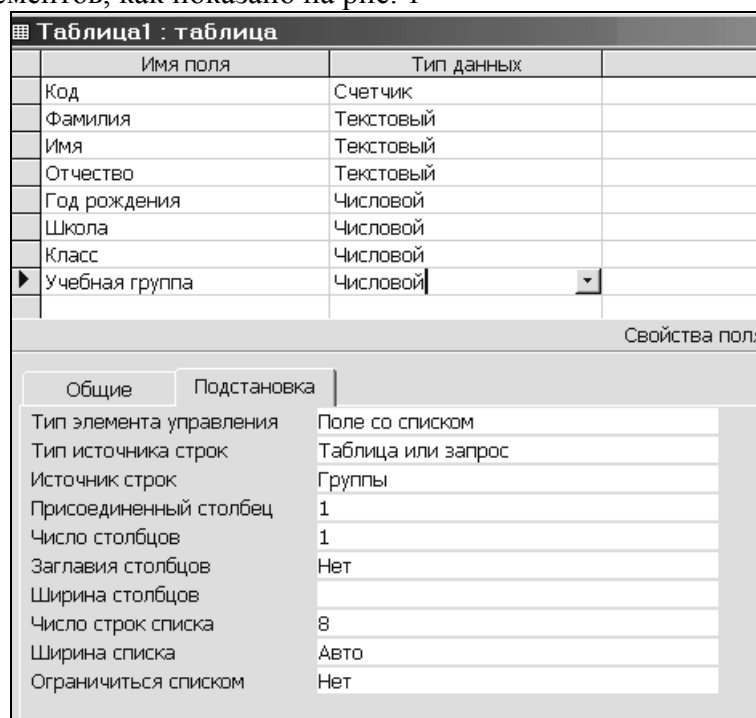 ементов, как показано на рис. 1
Таблица1 : таблица
Имя поля Тип данных
Код Счетчик
Фамилия Текстовый
Имя Текстовый
Отчество Текстовый
Год рождения Числовой
Школа Числовой
Класс Числовой
Учебная группа Числовой
Свойства поля
Общие Подстановка
Тип элемента управления Поле со списком
Тип источника строк Таблица или запрос
Источник строк Группы
Присоединенный столбец 1
Число столбцов 1
Заглавия столбцов Нет
Ширина столбцов
Число строк списка 8
Ширина списка Авто
Ограничиться списком Нет